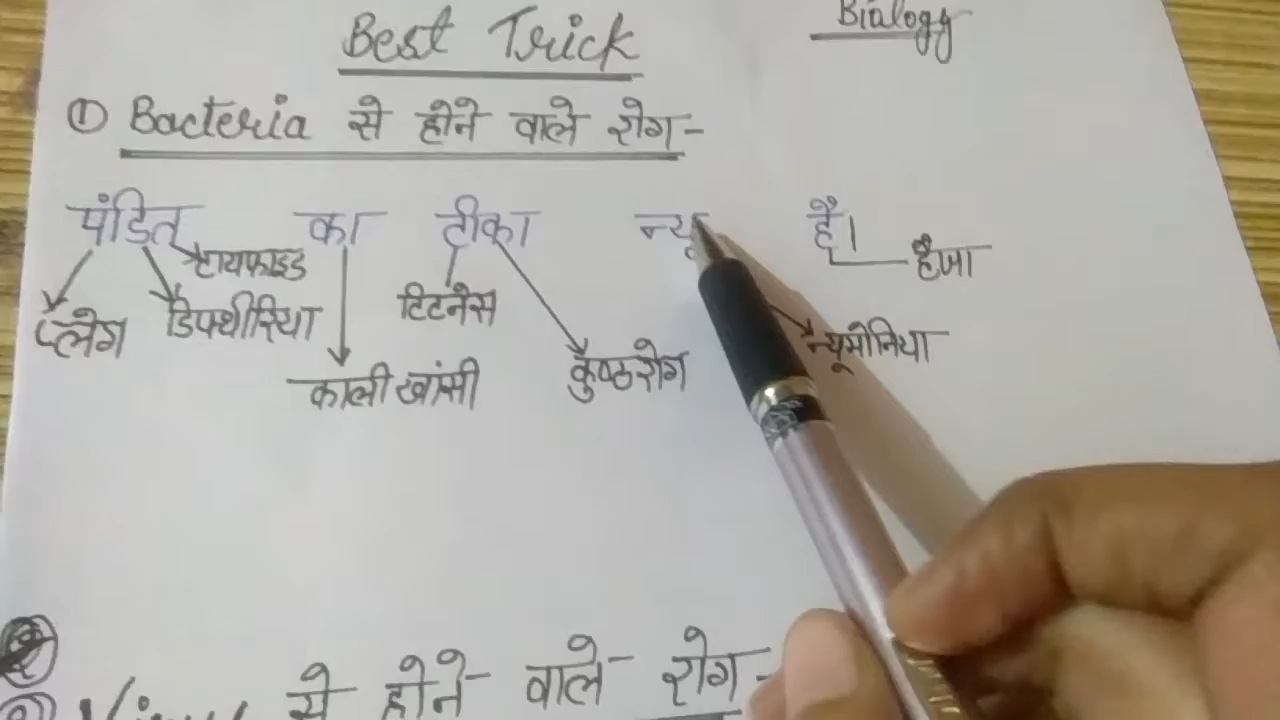 Best Trick
Biology
① Bacteria से होने वाले रोग-
पंडित का टीका न्यू है।
टायफाइड
हैजा
प्लेग डिफ्थीरिया टिटनेस
काली खांसी कुष्ठरोग न्यूमोनिया
से होने वाले रोग-